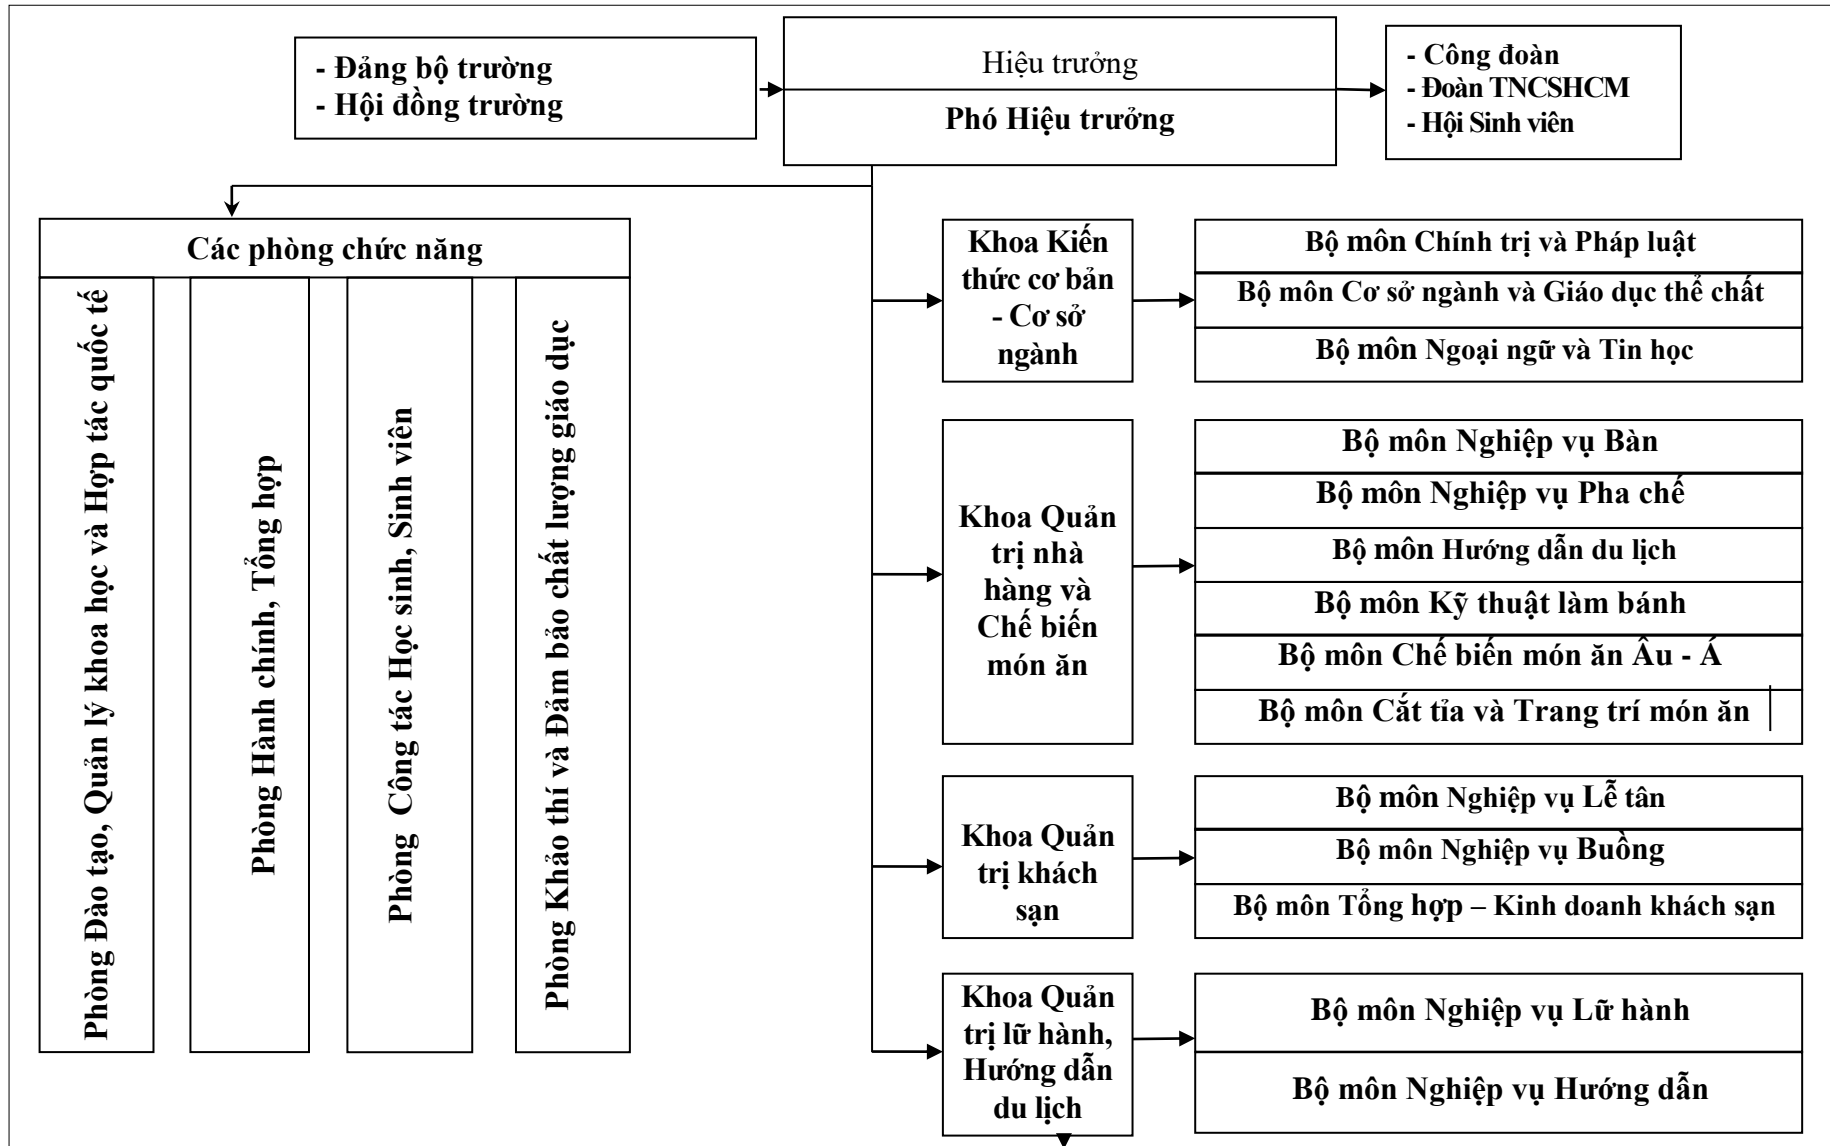 - Đảng bộ trường
- Hội đồng trường
Hiệu trưởng
Phó Hiệu trưởng
- Công đoàn
- Đoàn TNCSHCM
- Hội Sinh viên
Các phòng chức năng
Phòng Đào tạo, Quản lý khoa học và Hợp tác quốc tế
Phòng Hành chính, Tổng hợp
Phòng  Công tác Học sinh, Sinh viên
Phòng Khảo thí và Đảm bảo chất lượng giáo dục
Khoa Kiến
thức cơ bản
- Cơ sở
ngành
Bộ môn Chính trị và Pháp luật
Bộ môn Cơ sở ngành và Giáo dục thể chất
Bộ môn Ngoại ngữ và Tin học
Khoa Quản
trị nhà
hàng và
Chế biến
món ăn
Bộ môn Nghiệp vụ Bàn
Bộ môn Nghiệp vụ Pha chế
Bộ môn Hướng dẫn du lịch
Bộ môn Kỹ thuật làm bánh
Bộ môn Chế biến món ăn Âu - Á
Bộ môn Cắt tỉa và Trang trí món ăn
Khoa Quản
trị khách
sạn
Bộ môn Nghiệp vụ Lễ tân
Bộ môn Nghiệp vụ Buồng
Bộ môn Tổng hợp – Kinh doanh khách sạn
Khoa Quản
trị lữ hành,
Hướng dẫn
du lịch
Bộ môn Nghiệp vụ Lữ hành
Bộ môn Nghiệp vụ Hướng dẫn